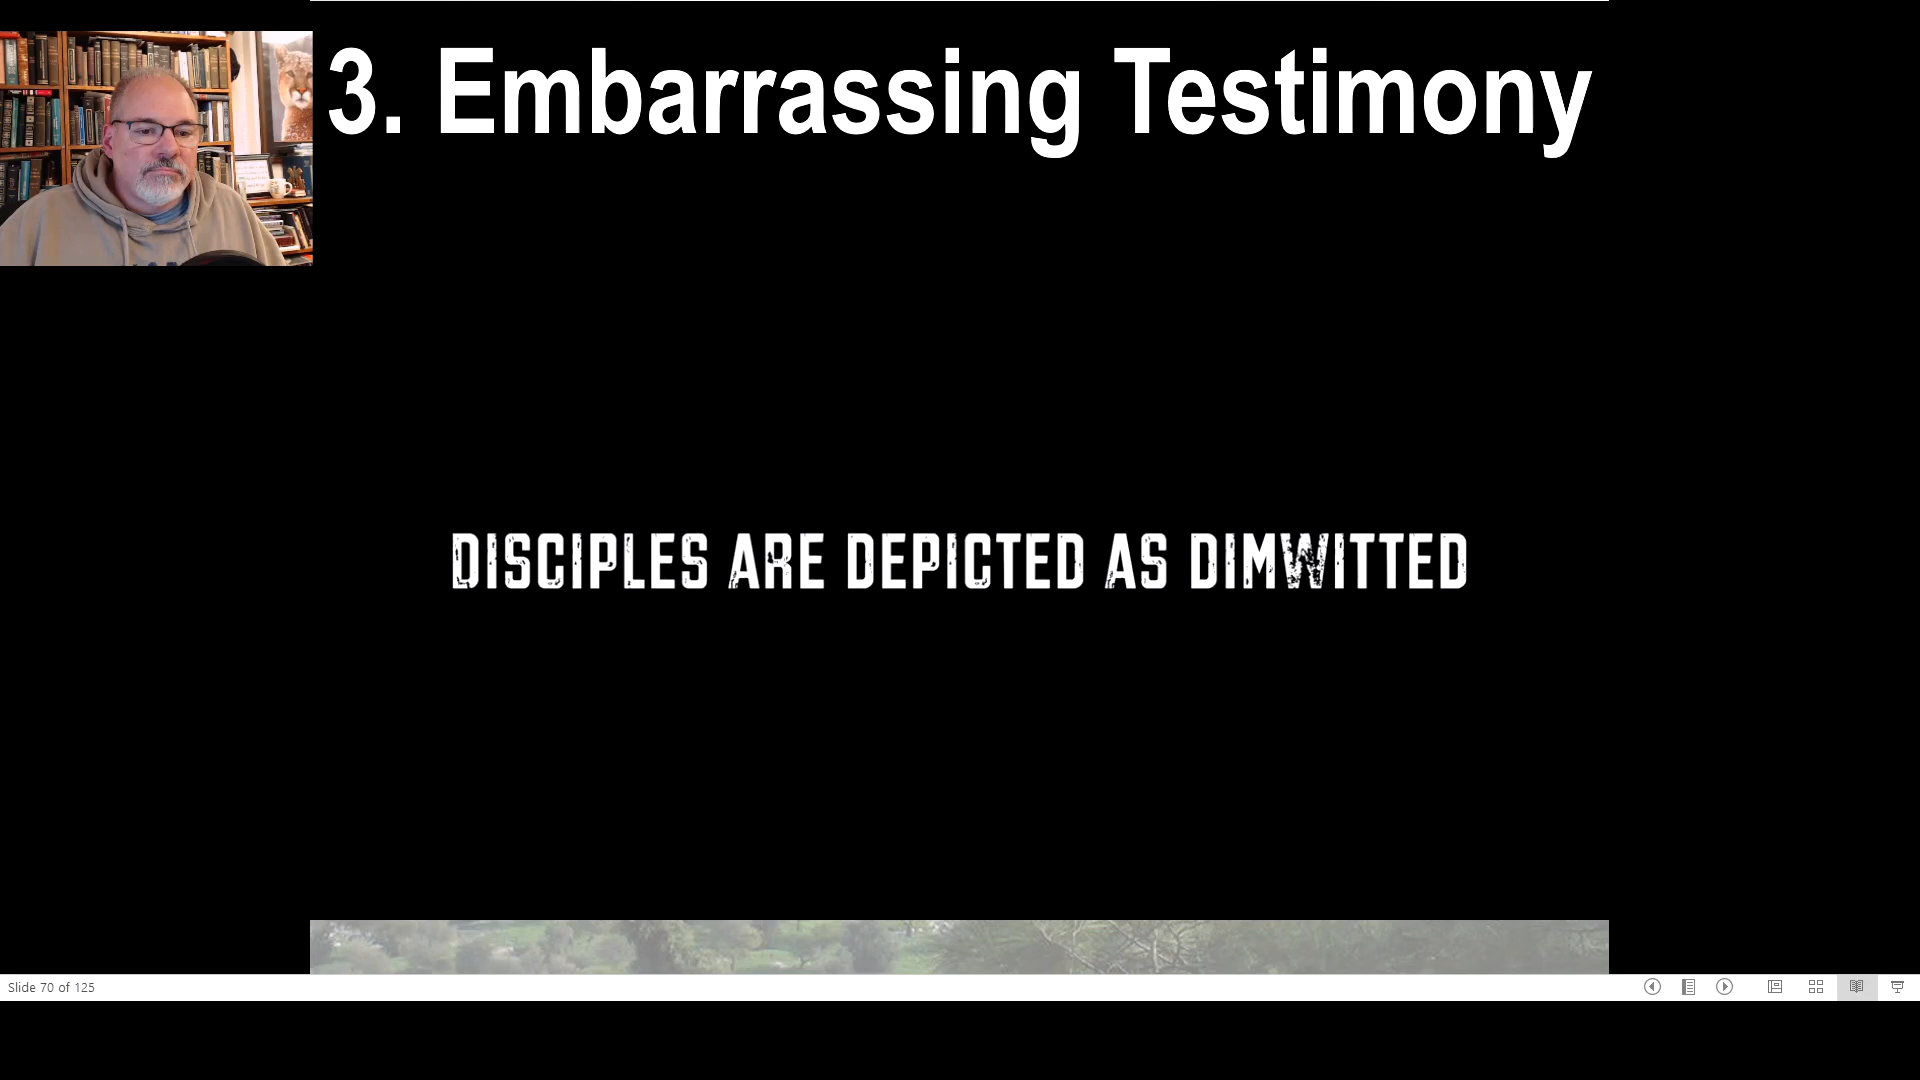 3. Embarrassing Testimony
DISCIPLES ARE DEPICTED AS DIMWITTED
Slide 70 of 125